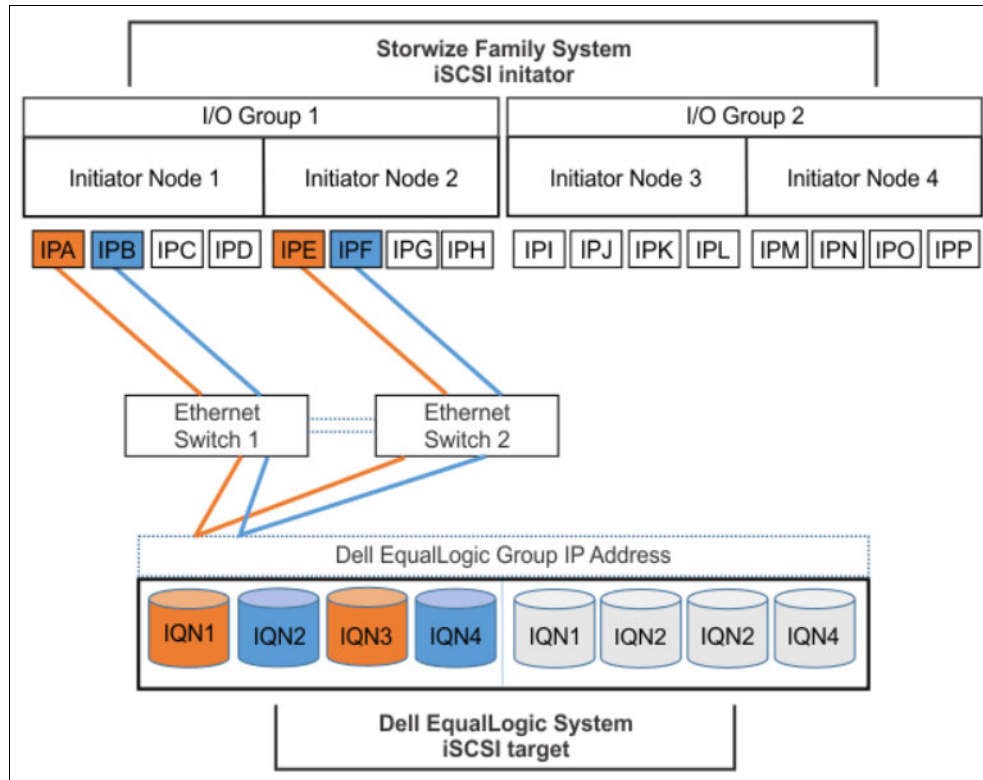 Storwize Family System
iSCSI initator
I/O Group 1
I/O Group 2
Initiator Node 1
Initiator Node 2
Initiator Node 3
Initiator Node 4
IPA
IPB
IPC
IPD
IPE
IPF
IPG
IPH
IPI
IPJ
IPK
IPL
IPM
IPN
IPO
IPP
Ethernet
Switch 1
Ethernet
Switch 2
Dell EqualLogic Group IP Address
IQN1
IQN2
IQN3
IQN4
IQN1
IQN2
IQN2
IQN4
Dell EqualLogic System
iSCSI target